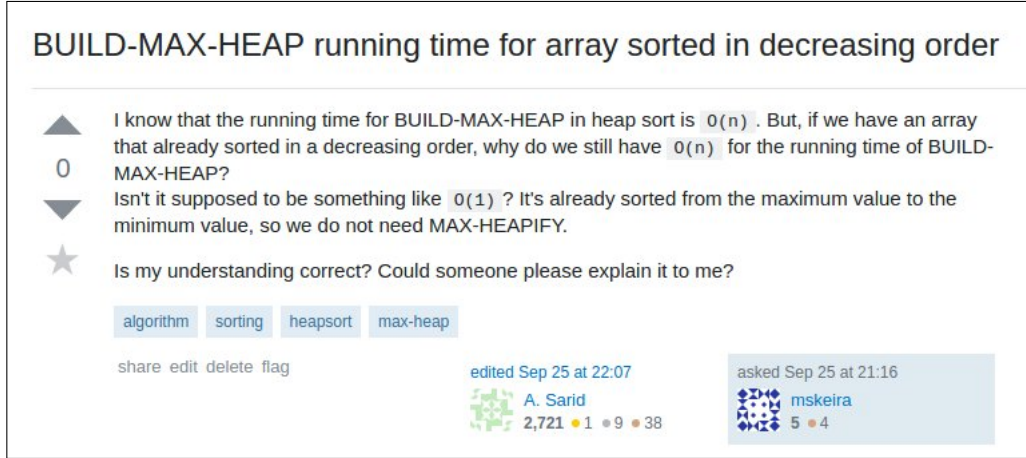 BUILD-MAX-HEAP running time for array sorted in decreasing order
I know that the running time for BUILD-MAX-HEAP in heap sort is O(n) . But, if we have an array
that already sorted in a decreasing order, why do we still have O(n) for the running time of BUILD-
0
MAX-HEAP?
Isn't it supposed to be something like O(1) ? It's already sorted from the maximum value to the
minimum value, so we do not need MAX-HEAPIFY.
Is my understanding correct? Could someone please explain it to me?
algorithm sorting heapsort max-heap
share edit delete flag
edited Sep 25 at 22:07
A. Sarid
2,721 ●1 ●9 ●38
asked Sep 25 at 21:16
mskeira
5 ●4